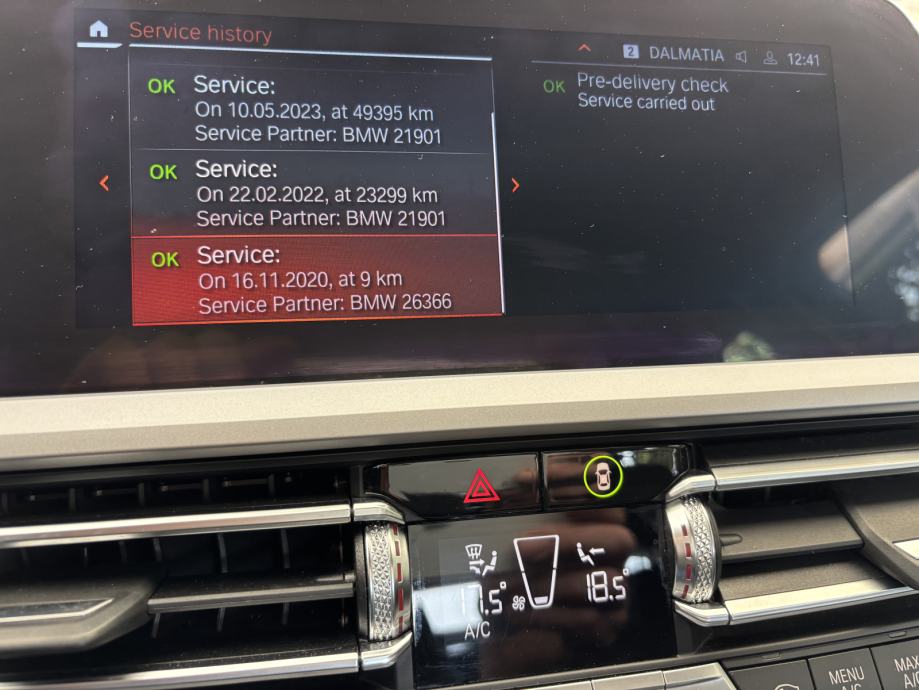 Service history
2 DALMATIA 12:41
OK Service:
On 10.05.2023, at 49395 km
Service Partner: BMW 21901
OK Service:
On 22.02.2022, at 23299 km
Service Partner: BMW 21901
OK Service:
On 16.11.2020, at 9 km
Service Partner: BMW 26366
OK Pre-delivery check
Service carried out
17.5° 18.5°
A/C
MENU
MAX